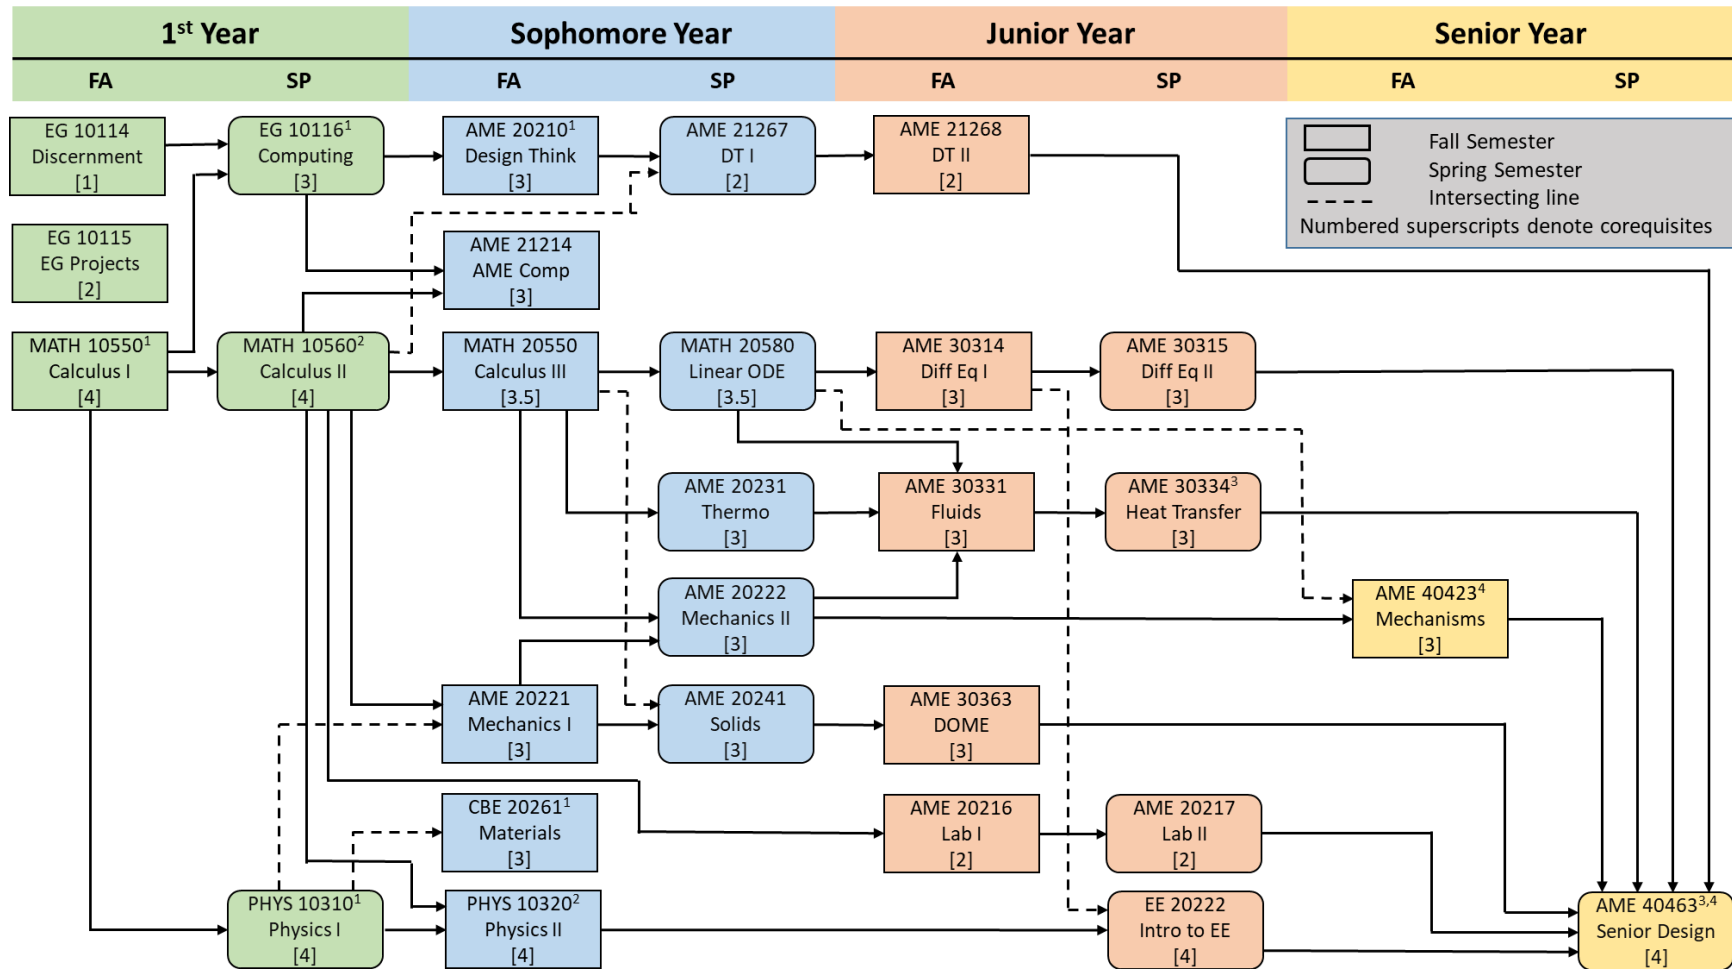 1st Year
Sophomore Year
Junior Year
Senior Year
FA
SP
FA
SP
FA
SP
FA
SP
EG 10114
Discernment
[1]
EG 10116¹
Computing
[3]
AME 20210¹
Design Think
[3]
AME 21267
DT I
[2]
AME 21268
DT II
[2]
Fall Semester
Spring Semester
Intersecting line
Numbered superscripts denote corequisites
EG 10115
EG Projects
[2]
AME 21214
AME Comp
[3]
MATH 10550¹
Calculus I
[4]
MATH 10560²
Calculus II
[4]
MATH 20550
Calculus III
[3.5]
MATH 20580
Linear ODE
[3.5]
AME 30314
Diff Eq I
[3]
AME 30315
Diff Eq II
[3]
AME 20231
Thermo
[3]
AME 30331
Fluids
[3]
AME 30334³
Heat Transfer
[3]
AME 20222
Mechanics II
[3]
AME 40423⁴
Mechanisms
[3]
AME 20221
Mechanics I
[3]
AME 20241
Solids
[3]
AME 30363
DOME
[3]
CBE 20261¹
Materials
[3]
AME 20216
Lab I
[2]
AME 20217
Lab II
[2]
PHYS 10310¹
Physics I
[4]
PHYS 10320²
Physics II
[4]
EE 20222
Intro to EE
[4]
AME 40463³,⁴
Senior Design
[4]